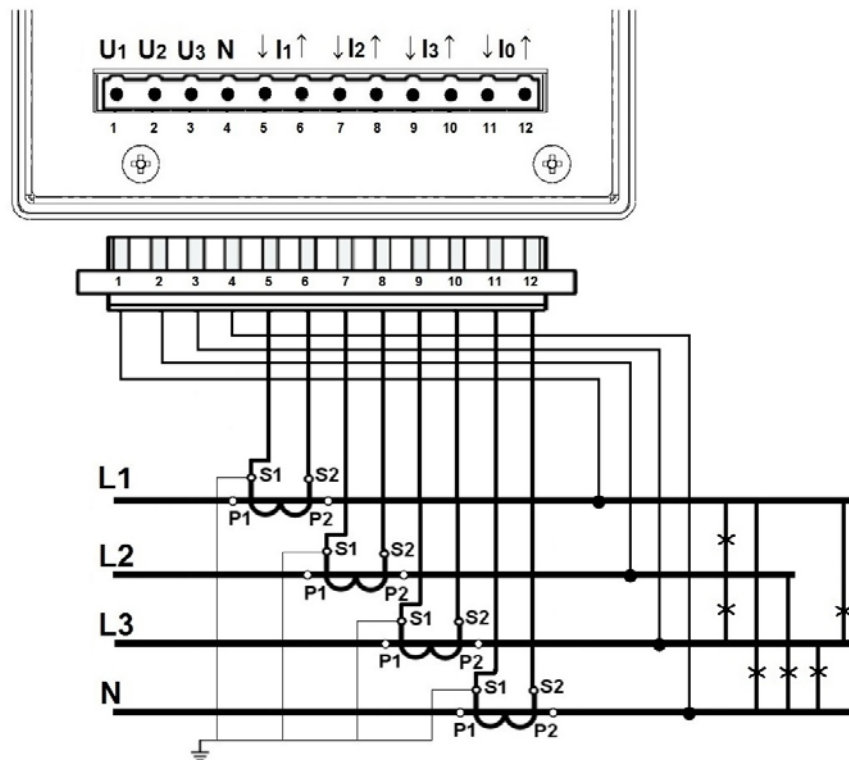 U1 U2 U3 N ↓ I1 ↑ ↓ I2 ↑ ↓ I3 ↑ ↓ I0 ↑
1 2 3 4 5 6 7 8 9 10 11 12
1 2 3 4 5 6 7 8 9 10 11 12
L1 S1 S2
P1 P2
L2 S1 S2
P1 P2
L3 S1 S2
P1 P2
N S1 S2
P1 P2